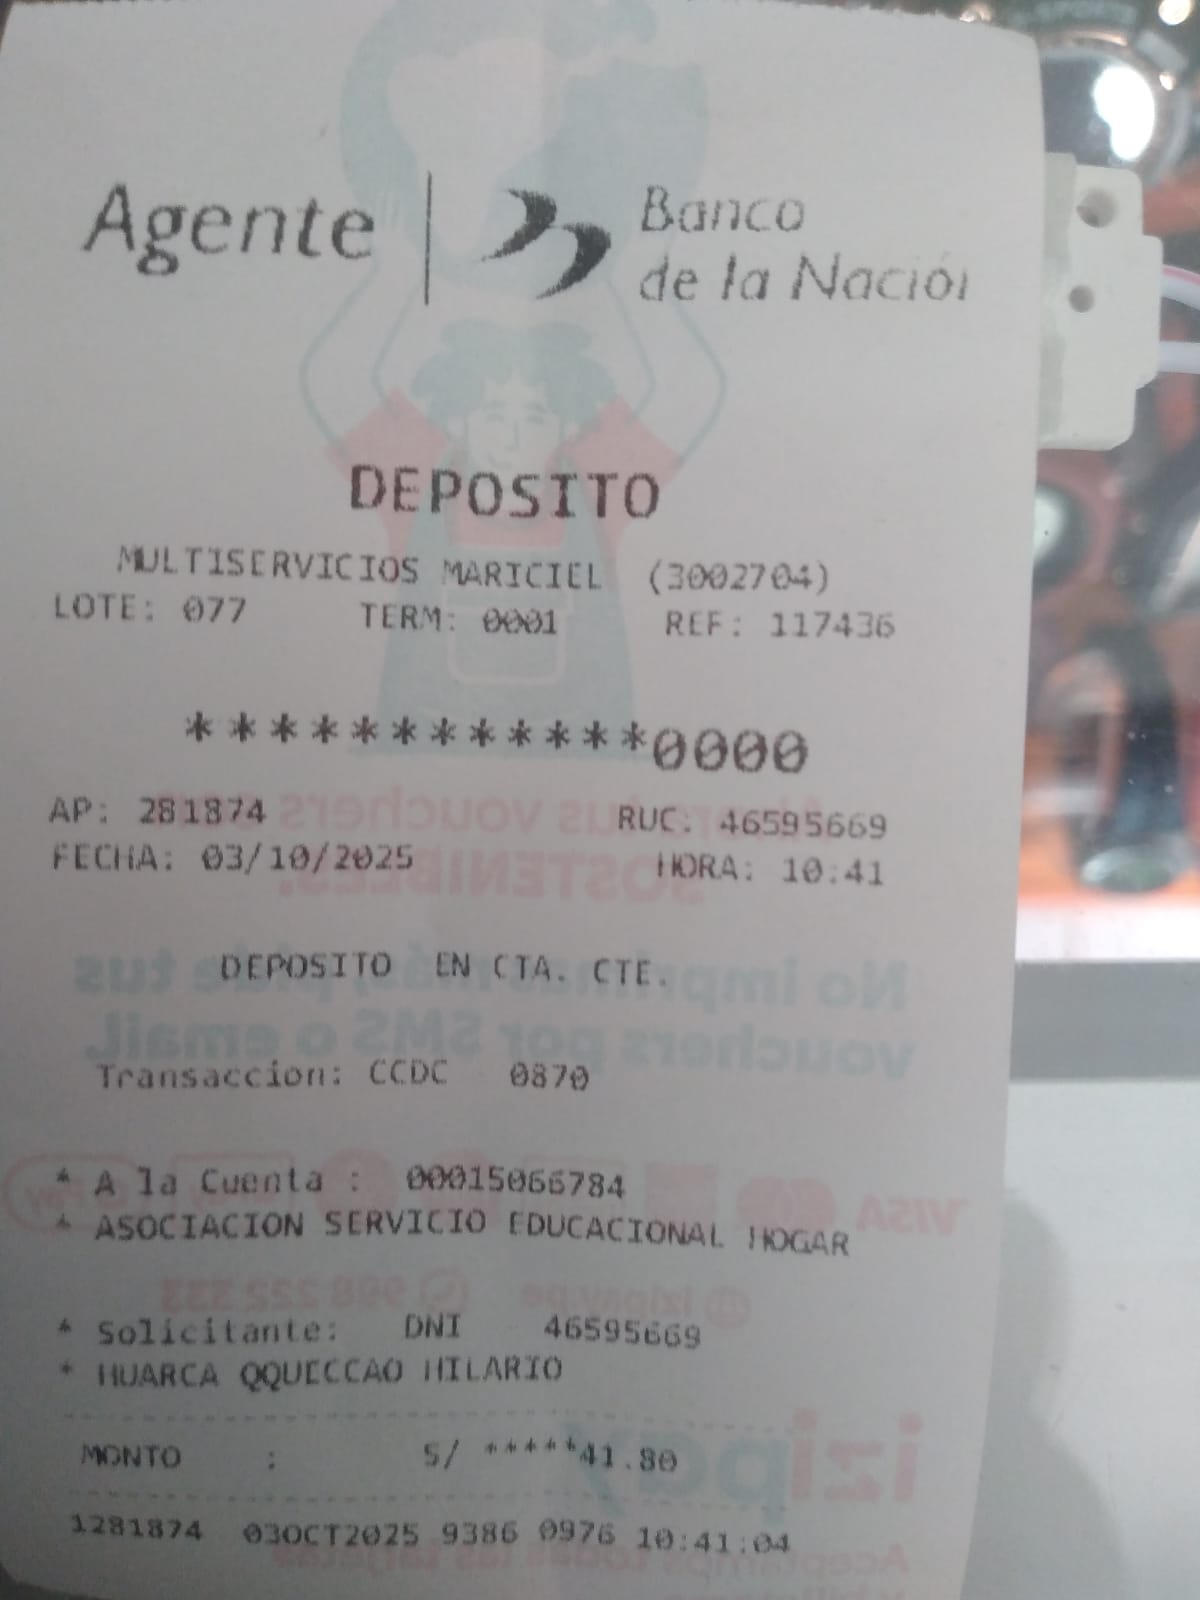 Agente | Banco
de la Nación
DEPOSITO
MULTISERVICIOS MARICIEL (3002704)
LOTE: 077 TERM: 0001 REF: 117436
************0000
AP: 281874 RUC: 46595669
FECHA: 03/10/2025 HORA: 10:41
DEPOSITO EN CTA. CTE.
Transaccion: CCDC 0870
* A la Cuenta : 00015066784
* ASOCIACION SERVICIO EDUCACIONAL HOGAR
* Solicitante: DNI 46595669
* HUARCA QQUECCAO HILARIO
MONTO : S/ *****41.80
1281874 03OCT2025 9386 0976 10:41:04